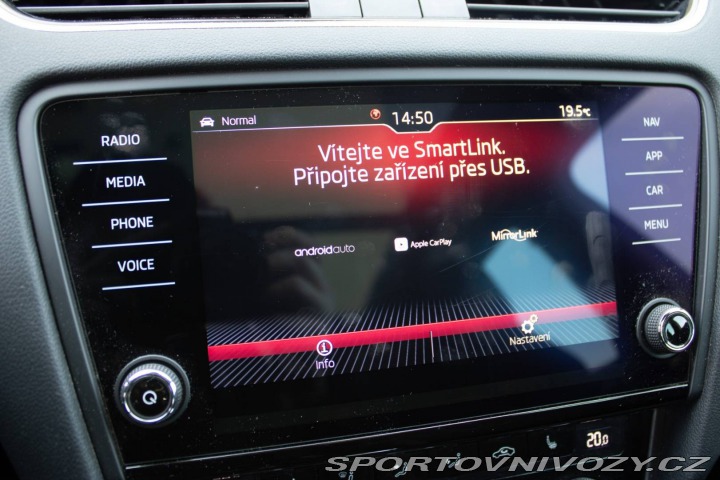 Normal
14:50
19.5°C
RADIO
MEDIA
PHONE
VOICE
NAV
APP
CAR
MENU
Vítejte ve SmartLink.
Připojte zařízení přes USB.
androidauto
Apple CarPlay
MirrorLink
Info
Nastavení
20.0
SPORTOVNIVOZY.CZ